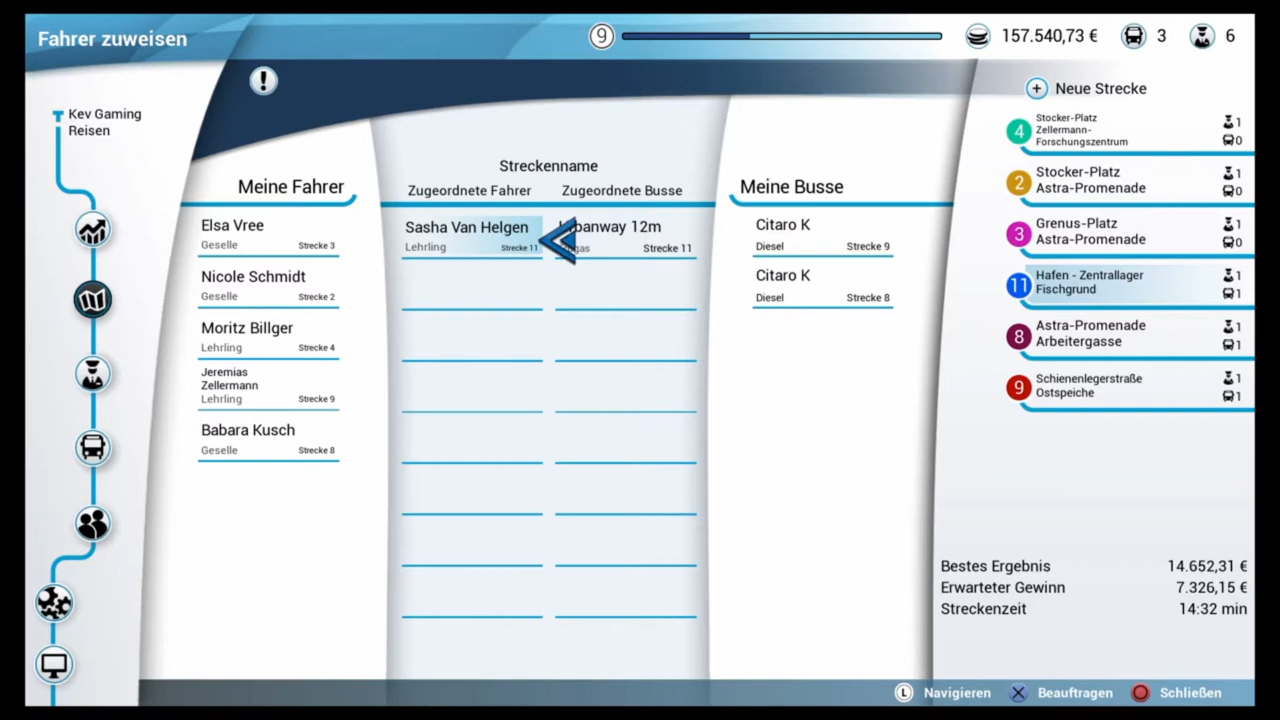 Fahrer zuweisen
9
157.540,73 €
3
6
!
Kev Gaming
Reisen
Meine Fahrer
Elsa Vree
Geselle Strecke 3
Nicole Schmidt
Geselle Strecke 2
Moritz Billger
Lehrling Strecke 4
Jeremias
Zellermann
Lehrling Strecke 9
Babara Kusch
Geselle Strecke 8
Streckenname
Zugeordnete Fahrer Zugeordnete Busse
Sasha Van Helgen
Lehrling Strecke 11
12m
Strecke 11
Meine Busse
Citaro K
Diesel Strecke 9
Citaro K
Diesel Strecke 8
+ Neue Strecke
4
Stocker-Platz
Zellermann-
Forschungszentrum
1
0
2
Stocker-Platz
Astra-Promenade
1
0
3
Grenus-Platz
Astra-Promenade
1
0
11
Hafen - Zentrallager
Fischgrund
1
1
8
Astra-Promenade
Arbeitergasse
1
1
9
Schienenlegerstraße
Ostspeiche
1
1
Bestes Ergebnis 14.652,31 €
Erwarteter Gewinn 7.326,15 €
Streckenzeit 14:32 min
L Navigieren Beauftragen Schließen